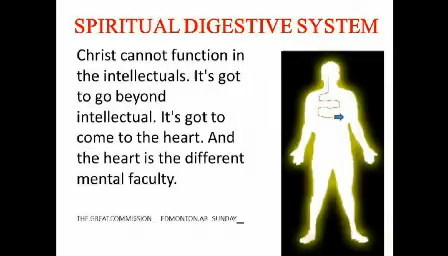 SPIRITUAL DIGESTIVE SYSTEM
Christ cannot function in
the intellectuals. It's got
to go beyond
intellectual. It's got to
come to the heart. And
the heart is the different
mental faculty.
THE.GREAT.COMMISSION EDMONTON.AB SUNDAY__